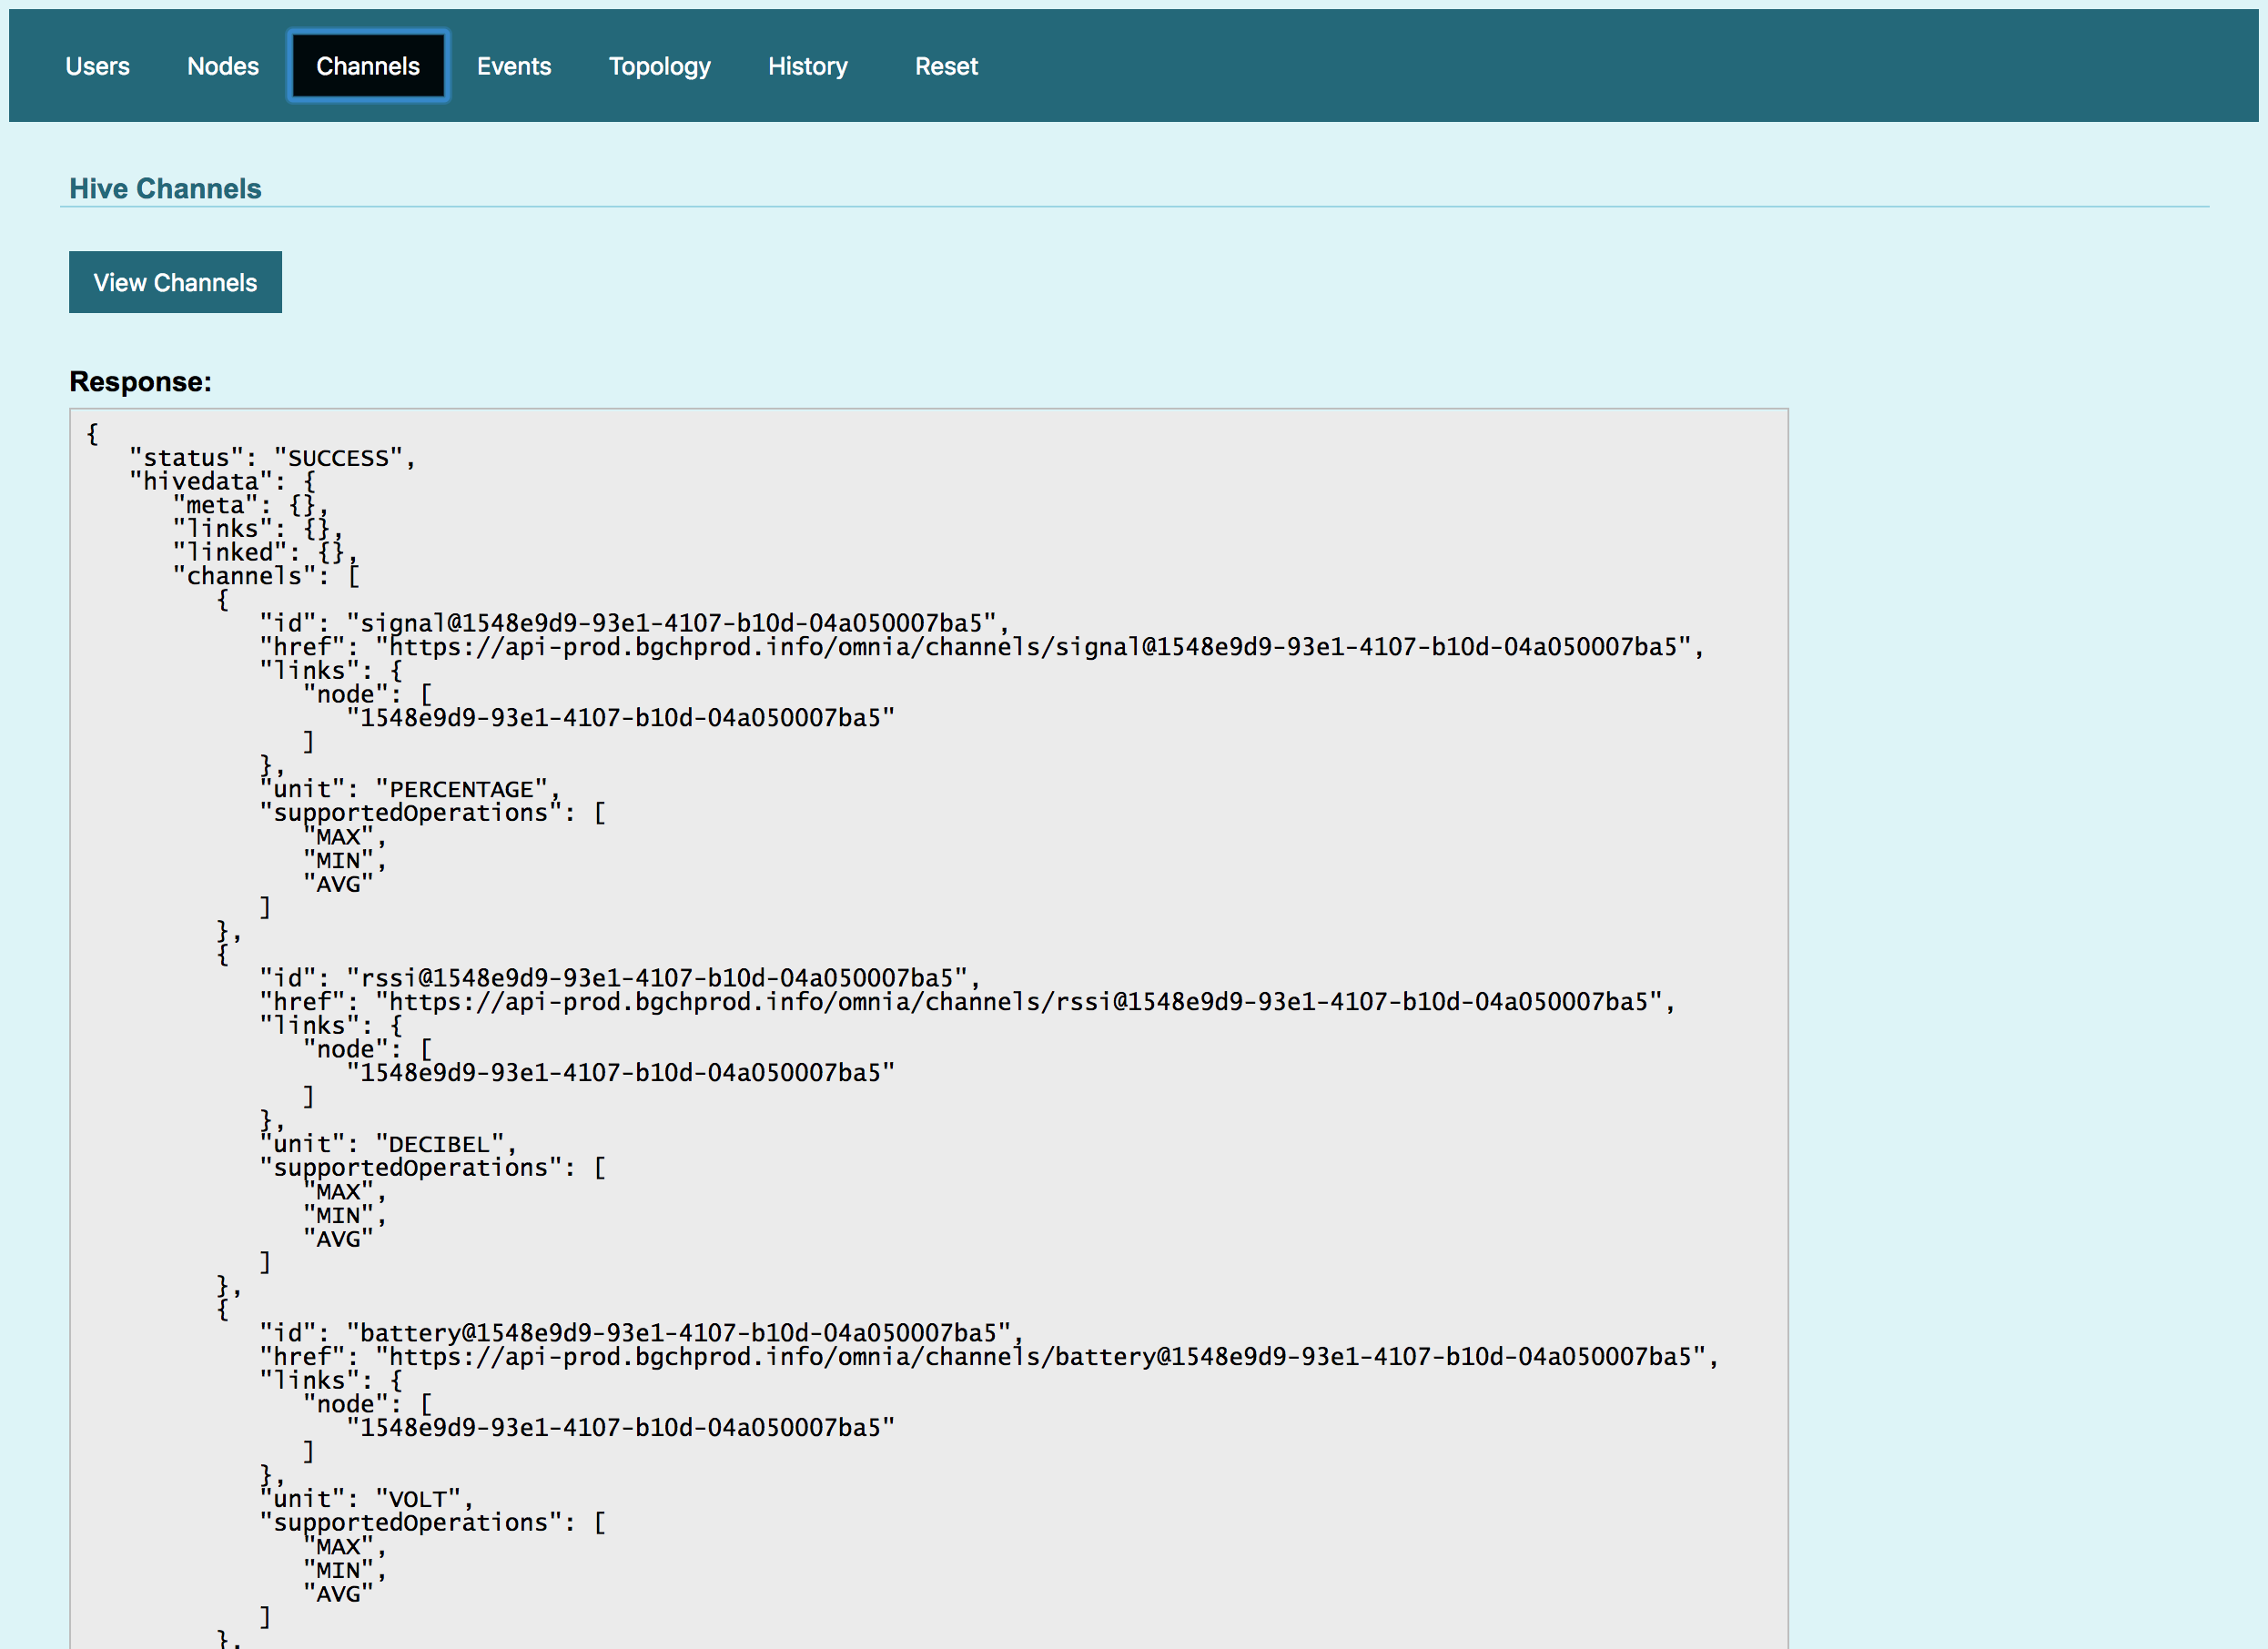 Users Nodes Channels Events Topology History Reset
Hive Channels
View Channels
Response:
{
   "status": "SUCCESS",
   "hivedata": {
      "meta": {},
      "links": {},
      "linked": {},
      "channels": [
         {
            "id": "signal@1548e9d9-93e1-4107-b10d-04a050007ba5",
            "href": "https://api-prod.bgchprod.info/omnia/channels/signal@1548e9d9-93e1-4107-b10d-04a050007ba5",
            "links": {
               "node": [
                  "1548e9d9-93e1-4107-b10d-04a050007ba5"
               ]
            },
            "unit": "PERCENTAGE",
            "supportedOperations": [
               "MAX",
               "MIN",
               "AVG"
            ]
         },
         {
            "id": "rssi@1548e9d9-93e1-4107-b10d-04a050007ba5",
            "href": "https://api-prod.bgchprod.info/omnia/channels/rssi@1548e9d9-93e1-4107-b10d-04a050007ba5",
            "links": {
               "node": [
                  "1548e9d9-93e1-4107-b10d-04a050007ba5"
               ]
            },
            "unit": "DECIBEL",
            "supportedOperations": [
               "MAX",
               "MIN",
               "AVG"
            ]
         },
         {
            "id": "battery@1548e9d9-93e1-4107-b10d-04a050007ba5",
            "href": "https://api-prod.bgchprod.info/omnia/channels/battery@1548e9d9-93e1-4107-b10d-04a050007ba5",
            "links": {
               "node": [
                  "1548e9d9-93e1-4107-b10d-04a050007ba5"
               ]
            },
            "unit": "VOLT",
            "supportedOperations": [
               "MAX",
               "MIN",
               "AVG"
            ]
         },